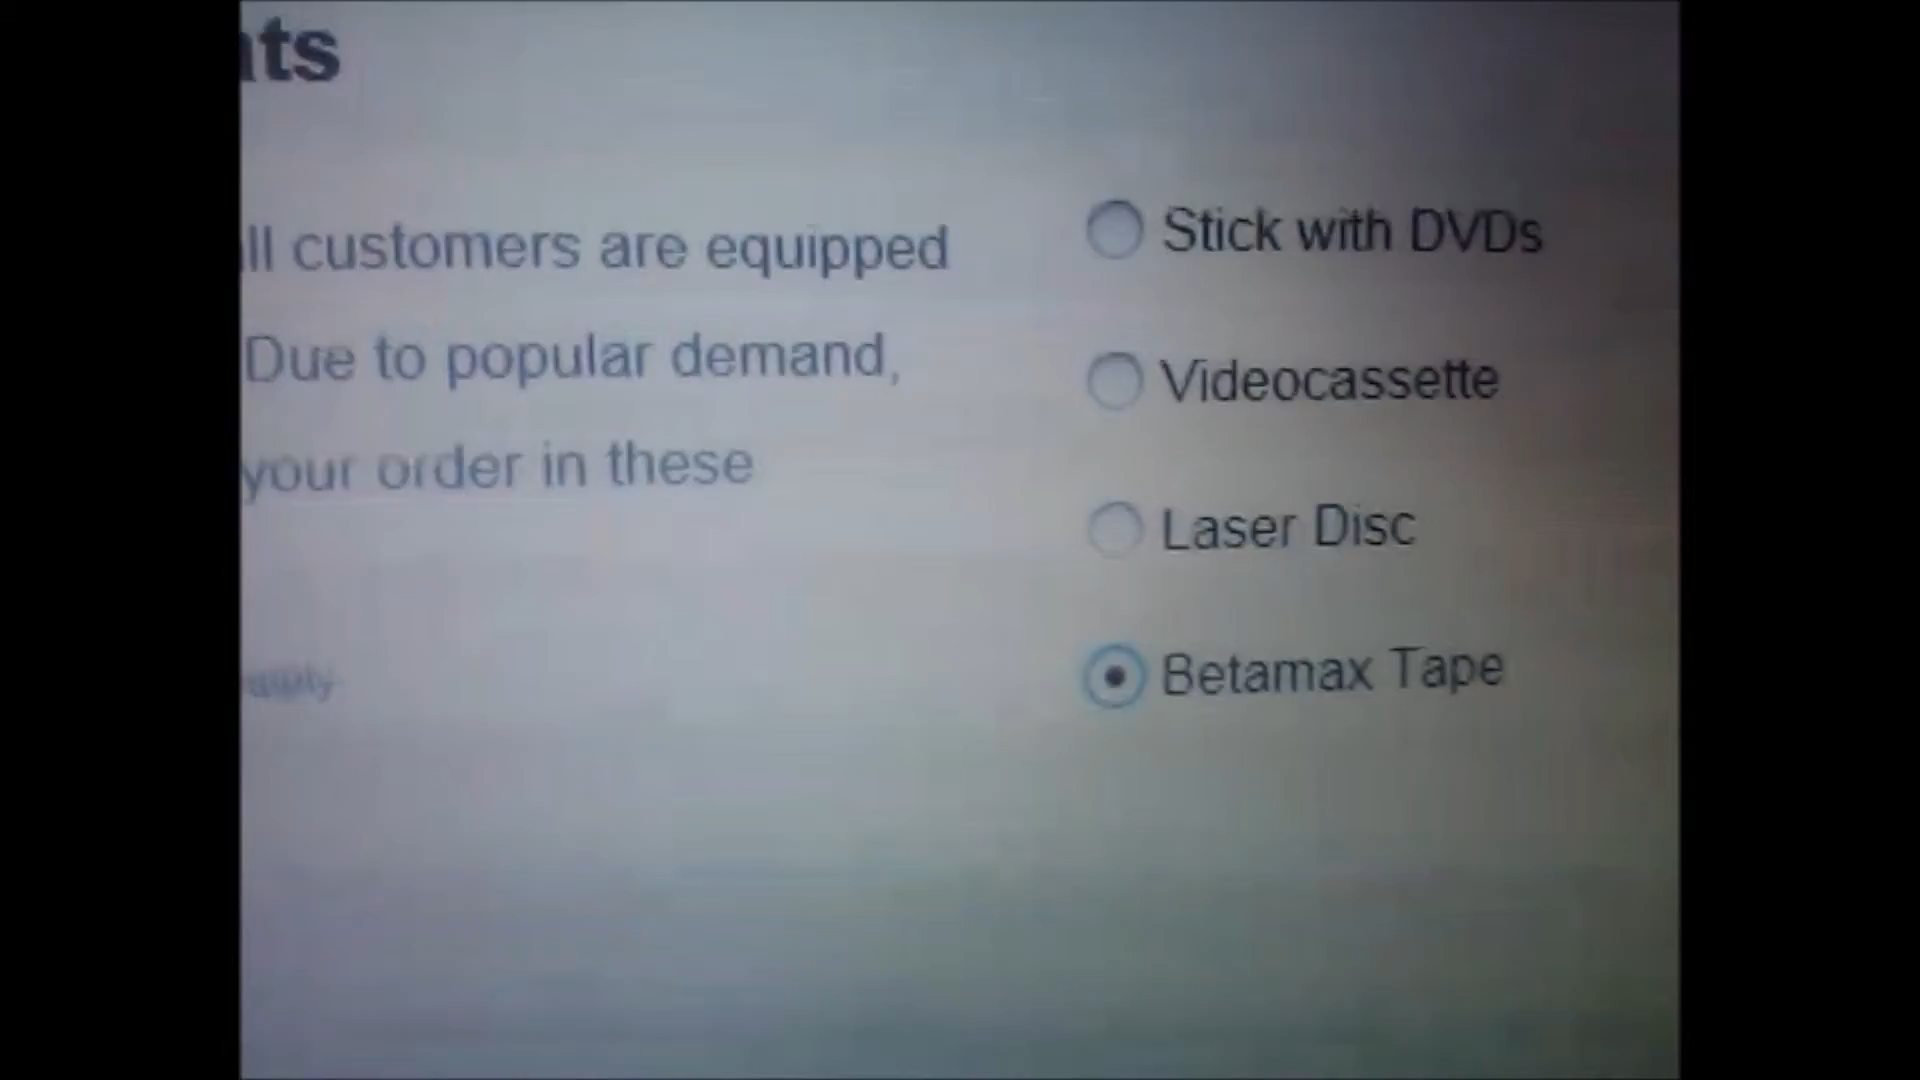 ts
ll customers are equipped
Due to popular demand,
your order in these
Stick with DVDs
Videocassette
Laser Disc
Betamax Tape